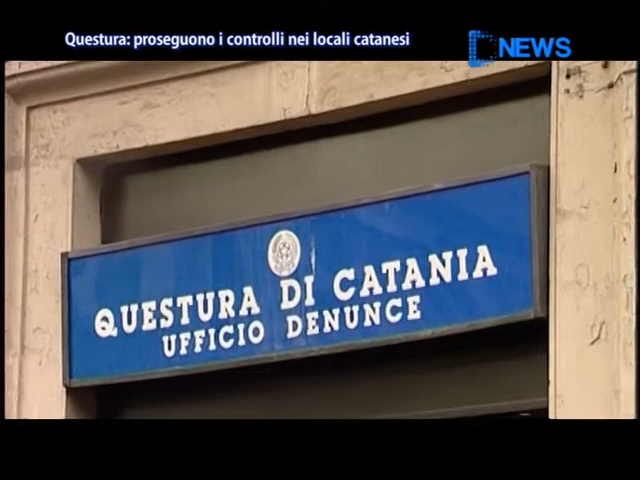 Questura: proseguono i controlli nei locali catanesi
D NEWS
QUESTURA DI CATANIA
UFFICIO DENUNCE